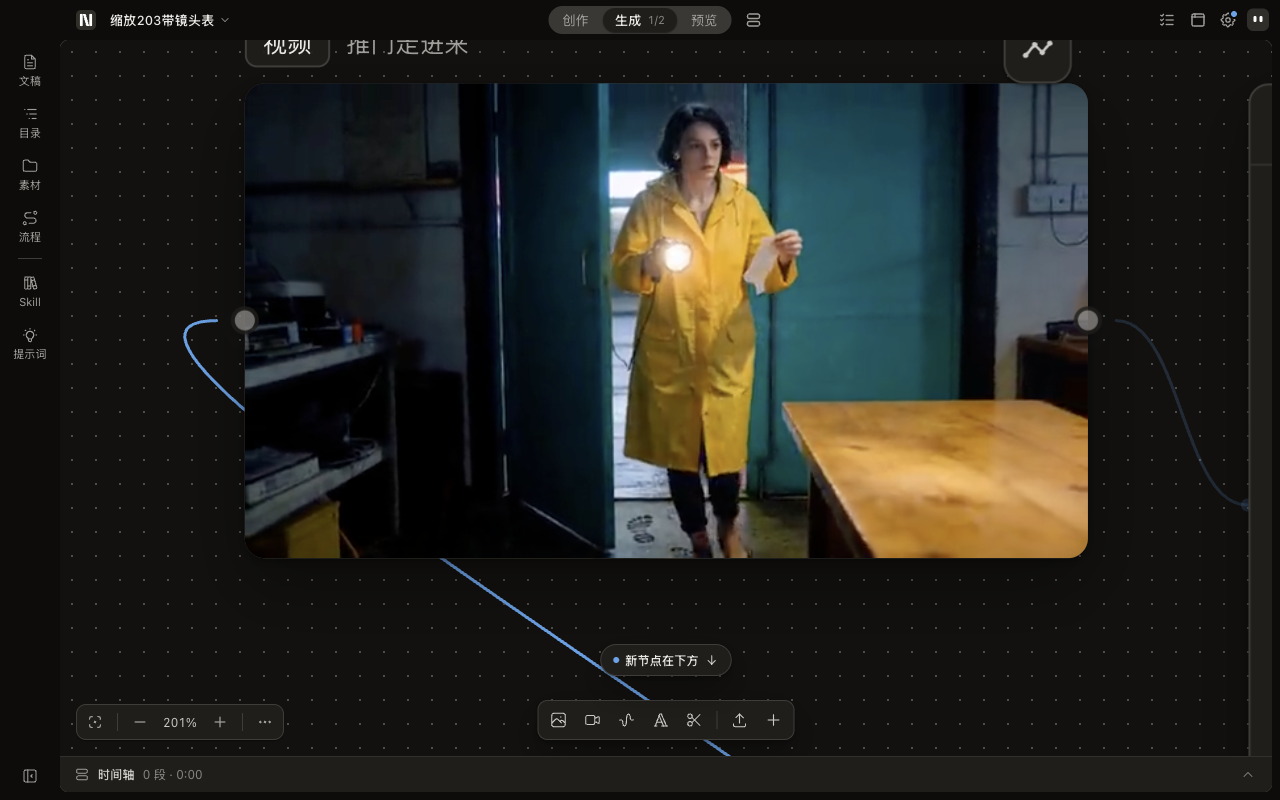 缩放203带镜头表
创作 生成 1/2 预览
文稿
目录
素材
流程
Skill
提示词
视频 推门走进来
新节点在下方
201%
时间轴 0 段 · 0:00